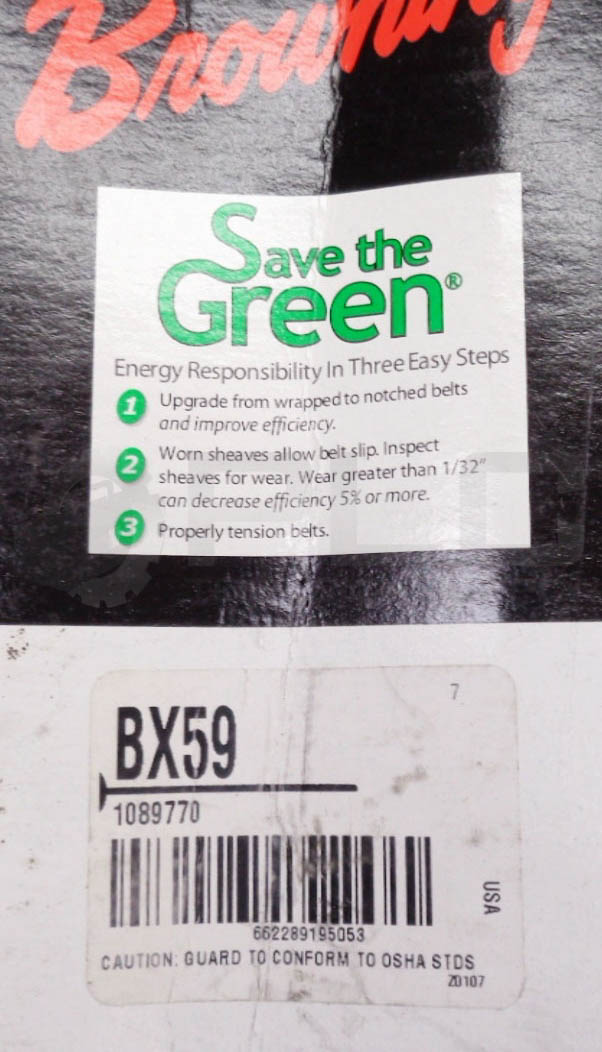 Browning
Save the
Green®
Energy Responsibility In Three Easy Steps
1 Upgrade from wrapped to notched belts
and improve efficiency.
2 Worn sheaves allow belt slip. Inspect
sheaves for wear. Wear greater than 1/32"
can decrease efficiency 5% or more.
3 Properly tension belts.
7
BX59
1089770
USA
662289195053
CAUTION: GUARD TO CONFORM TO OSHA STDS
Z0107